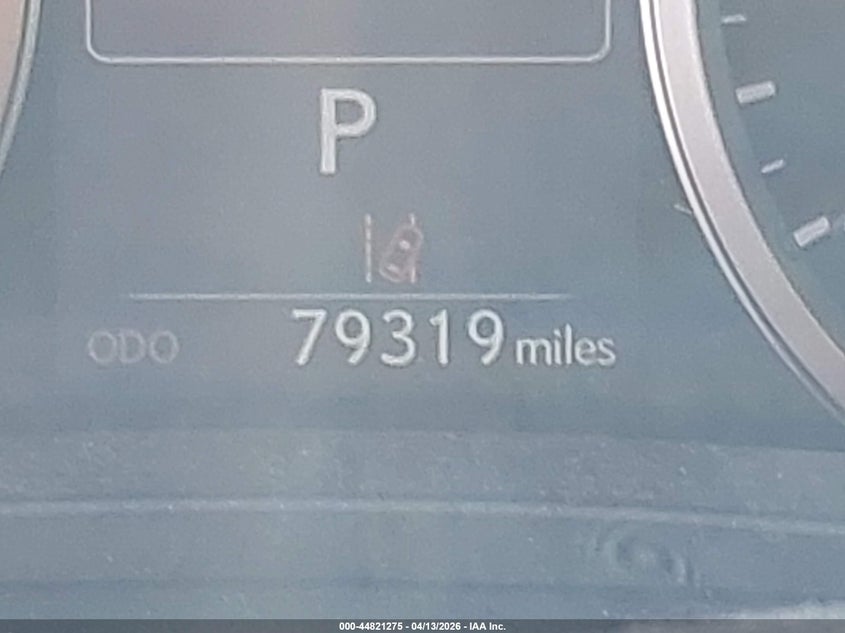 P
ODO 79319 miles
000-44821275 - 04/13/2026 - IAA Inc.